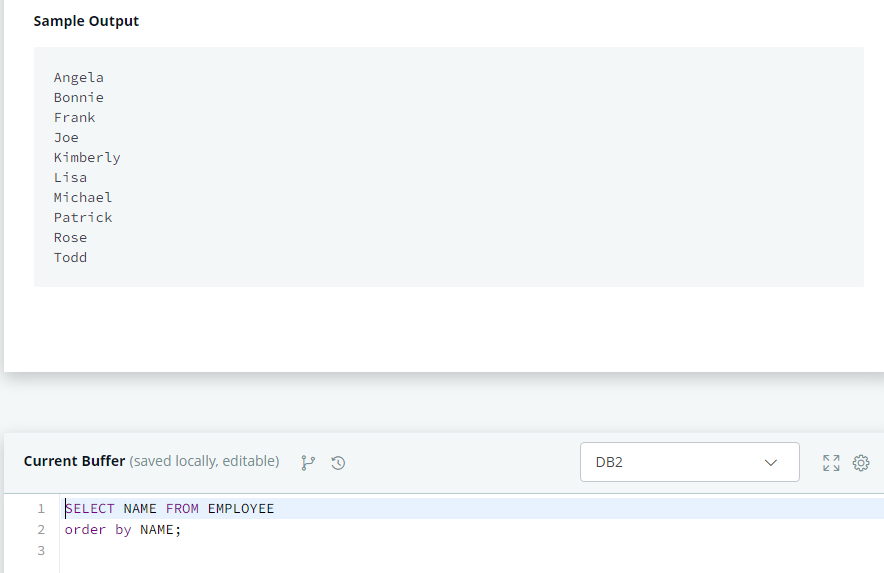 Sample Output
Angela
Bonnie
Frank
Joe
Kimberly
Lisa
Michael
Patrick
Rose
Todd
Current Buffer (saved locally, editable)
DB2
1 SELECT NAME FROM EMPLOYEE
2 order by NAME;
3